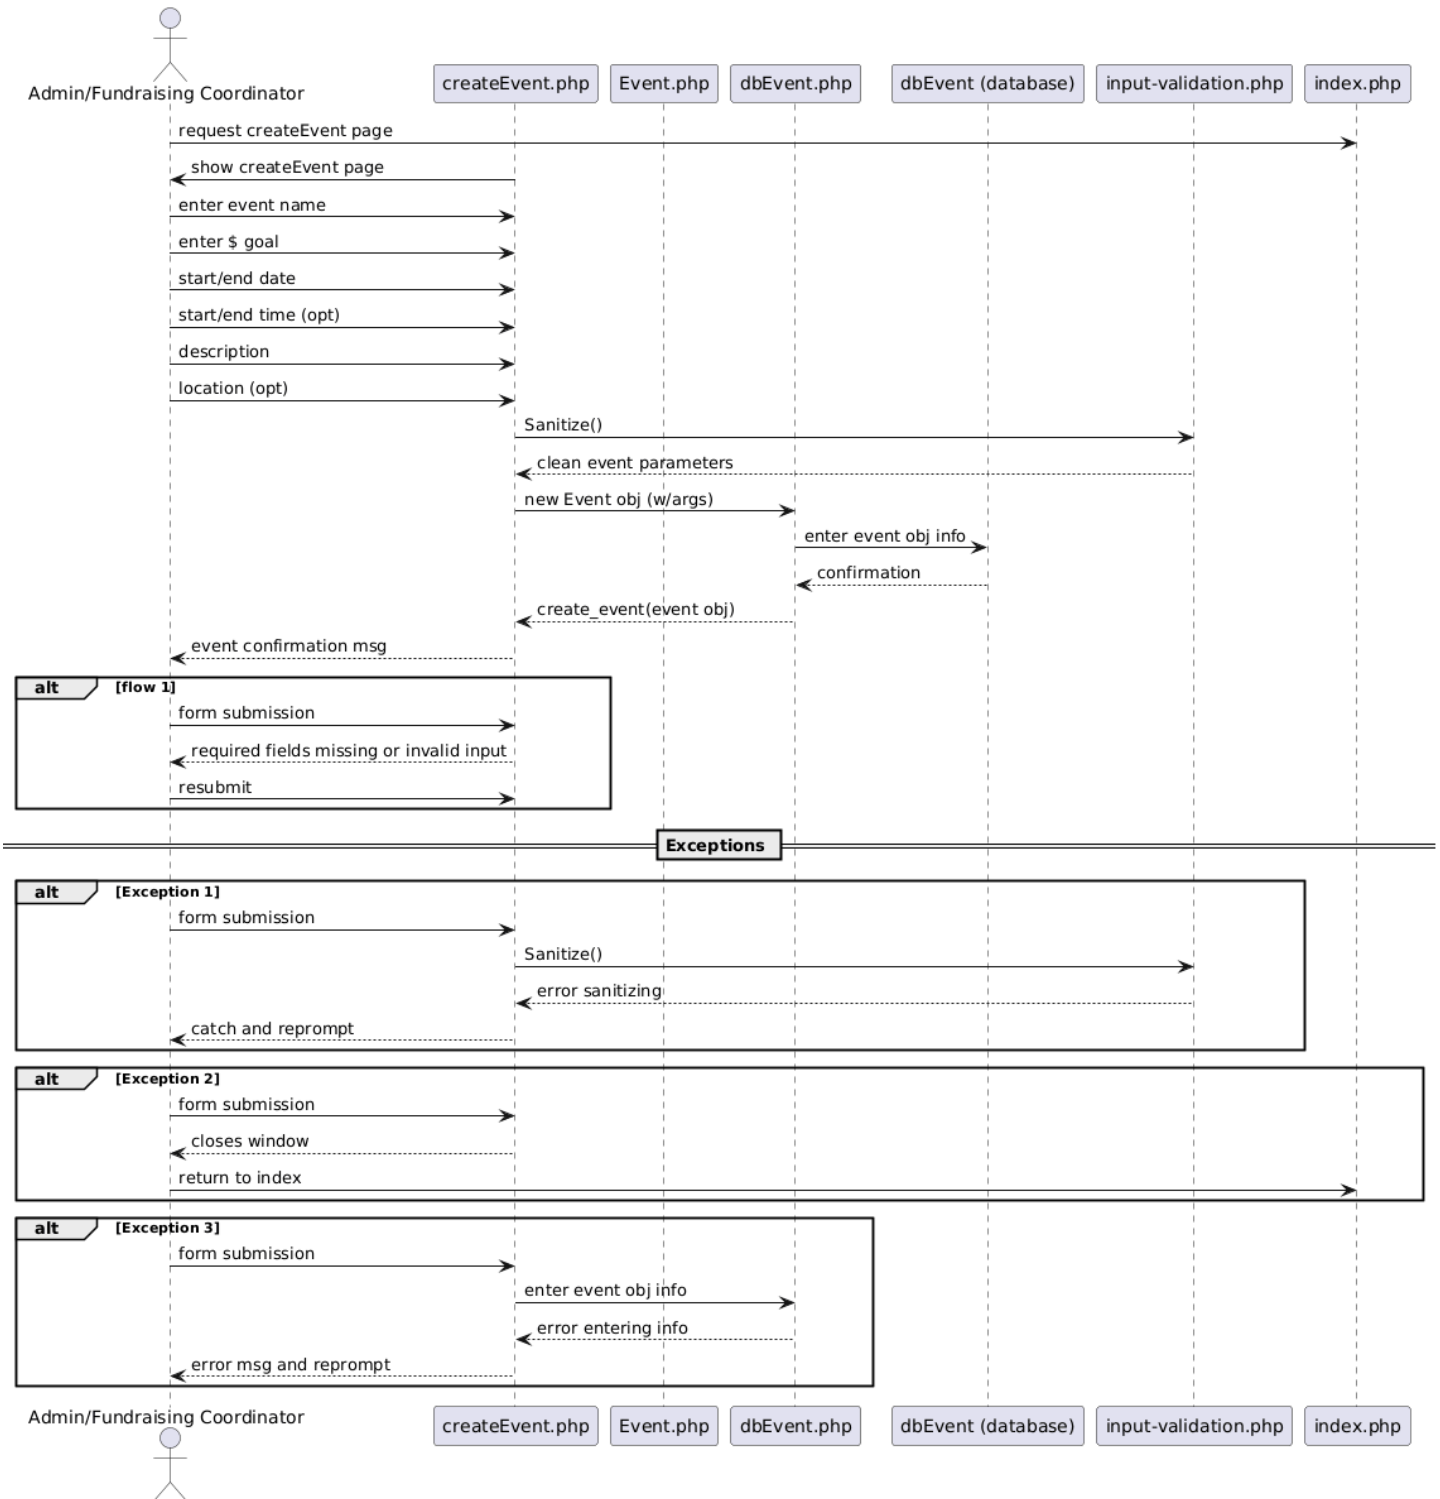 Admin/Fundraising Coordinator
createEvent.php
Event.php
dbEvent.php
dbEvent (database)
input-validation.php
index.php
request createEvent page
show createEvent page
enter event name
enter $ goal
start/end date
start/end time (opt)
description
location (opt)
Sanitize()
clean event parameters
new Event obj (w/args)
enter event obj info
confirmation
create_event(event obj)
event confirmation msg
alt [flow 1]
form submission
required fields missing or invalid input
resubmit
Exceptions
alt [Exception 1]
form submission
Sanitize()
error sanitizing
catch and reprompt
alt [Exception 2]
form submission
closes window
return to index
alt [Exception 3]
form submission
enter event obj info
error entering info
error msg and reprompt
Admin/Fundraising Coordinator
createEvent.php
Event.php
dbEvent.php
dbEvent (database)
input-validation.php
index.php